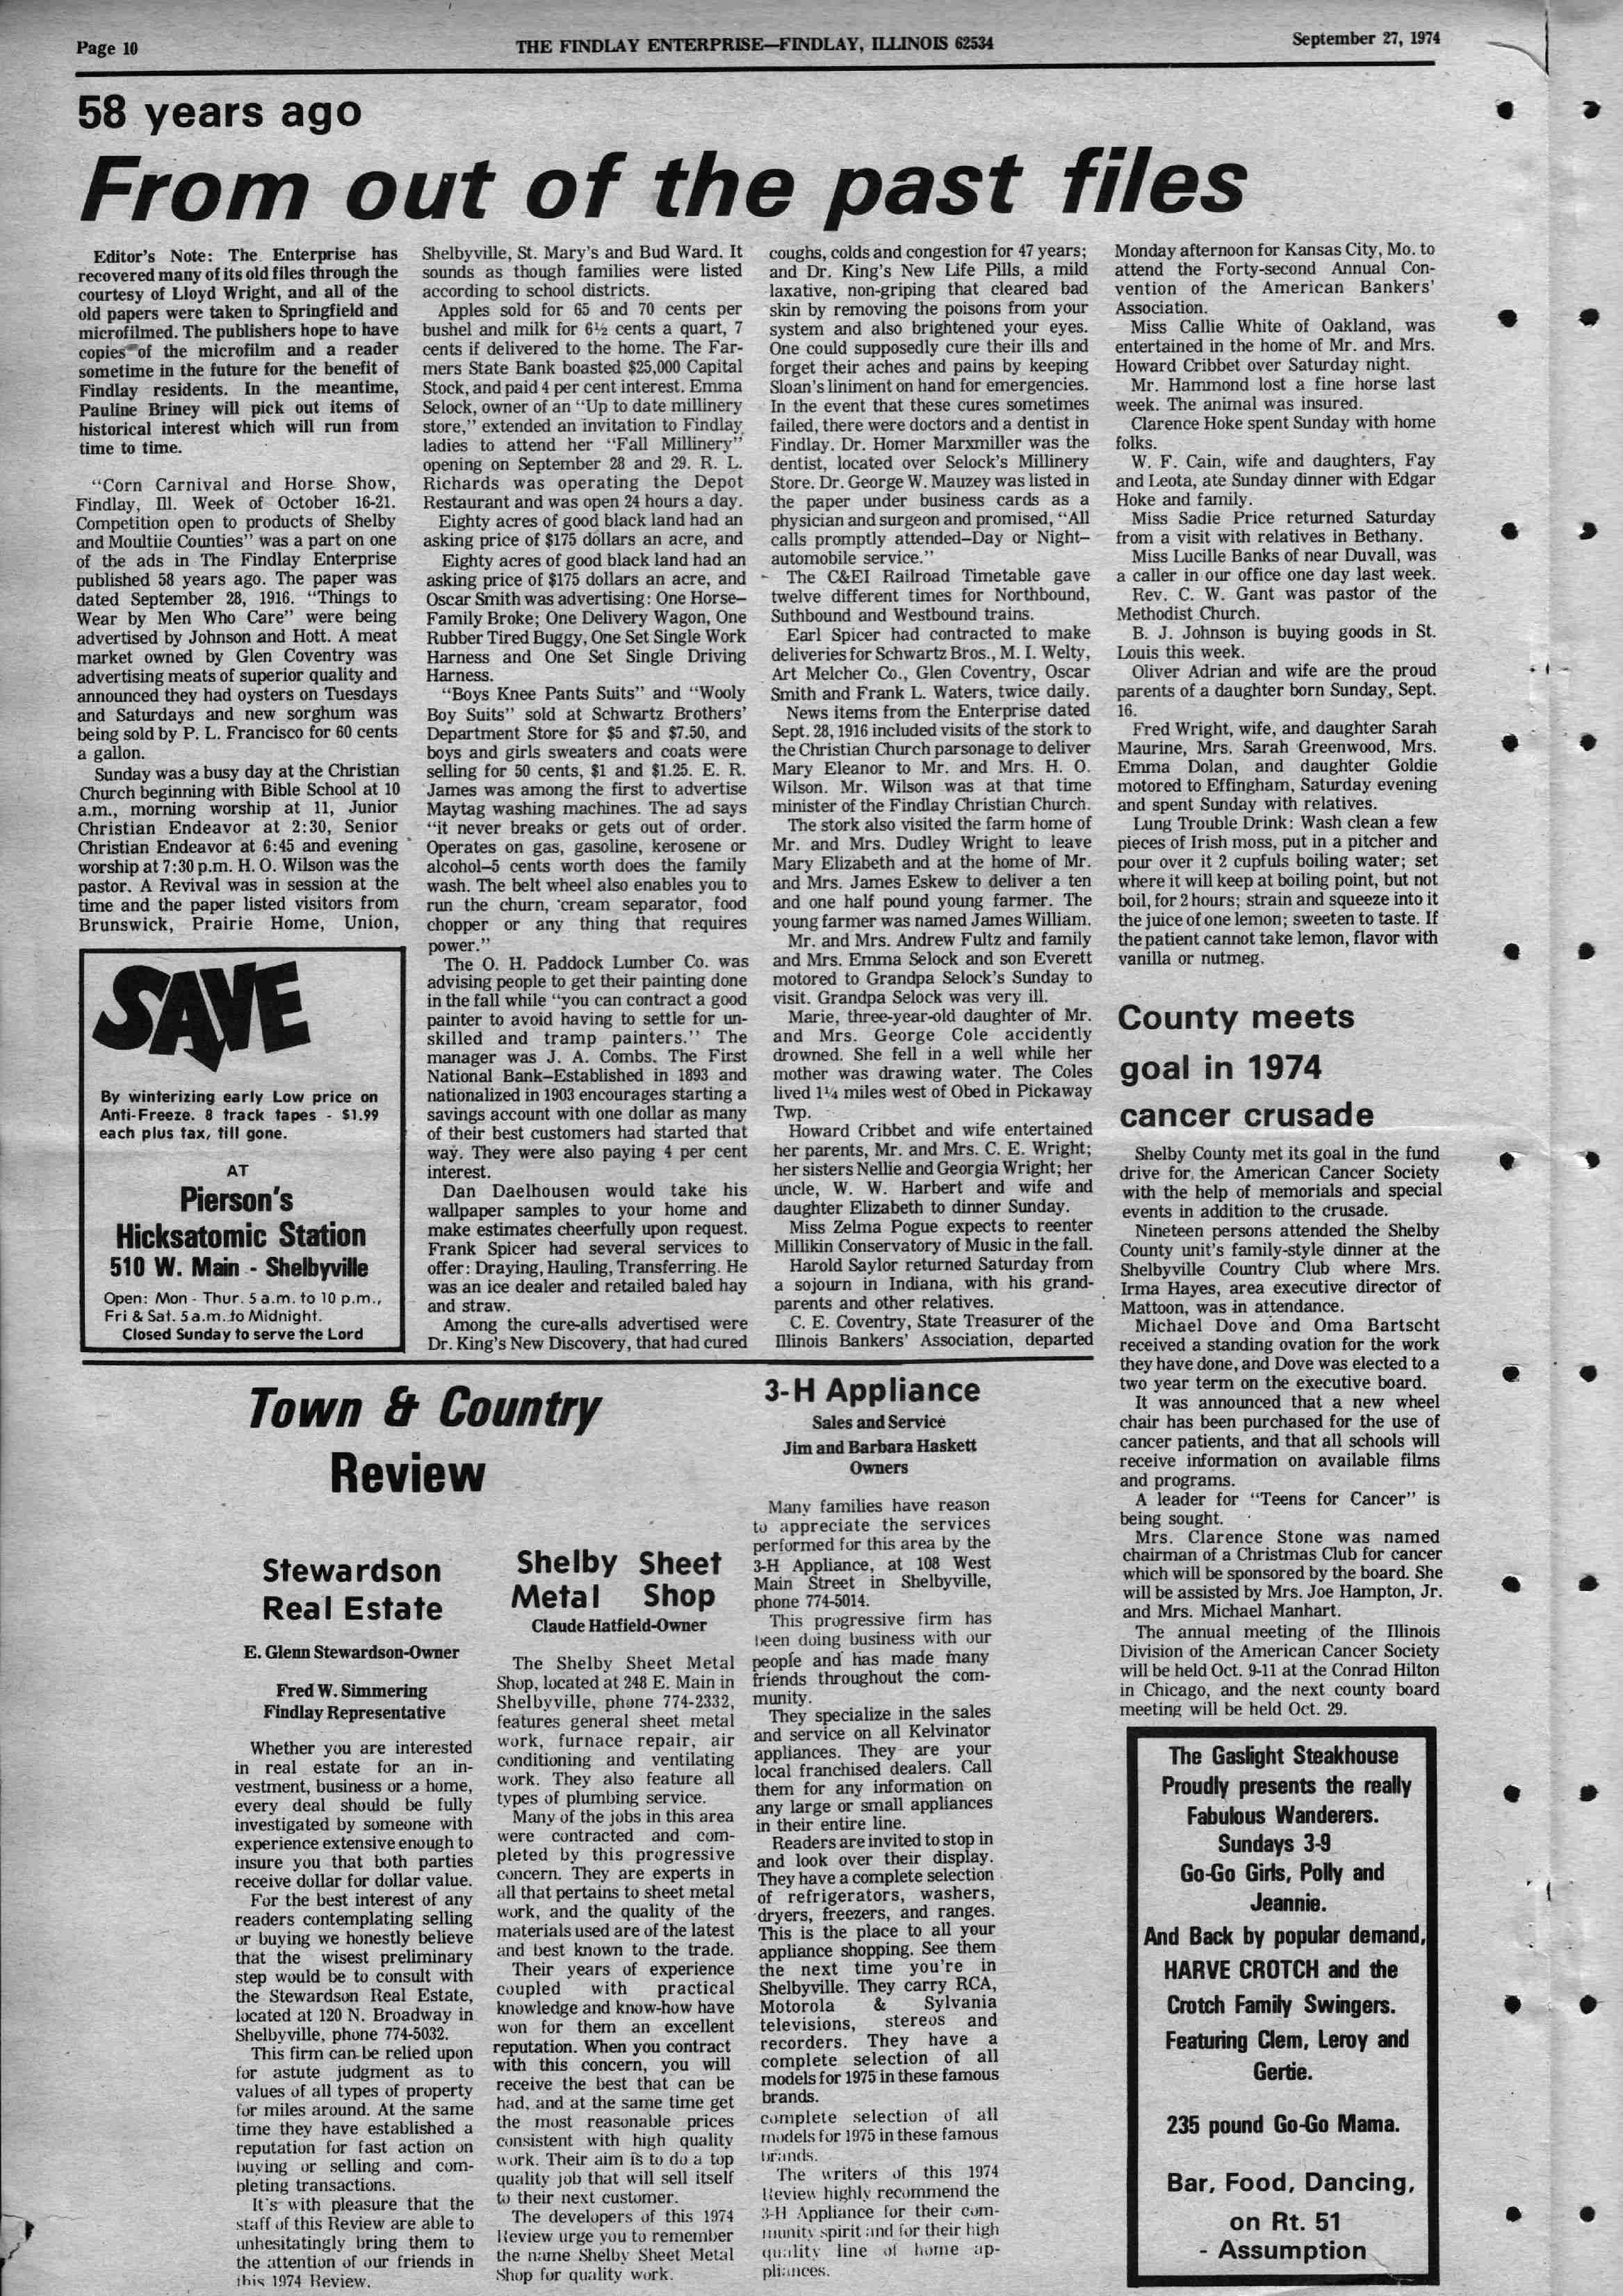 Page 10
THE FINDLAY ENTERPRISE—FINDLAY, ILLINOIS 62534
September 27, 1974
58 years ago
From out of the past files
Editor's Note: The Enterprise has
recovered many of its old files through the
courtesy of Lloyd Wright, and all of the
old papers were taken to Springfield and
microfilmed. The publishers hope to have
copies of the microfilm and a reader
sometime in the future for the benefit of
Findlay residents. In the meantime,
Pauline Briney will pick out items of
historical interest which will run from
time to time.
"Corn Carnival and Horse Show,
Findlay, Ill. Week of October 16-21.
Competition open to products of Shelby
and Moultiie Counties" was a part on one
of the ads in The Findlay Enterprise
published 58 years ago. The paper was
dated September 28, 1916. "Things to
Wear by Men Who Care" were being
advertised by Johnson and Hott. A meat
market owned by Glen Coventry was
advertising meats of superior quality and
announced they had oysters on Tuesdays
and Saturdays and new sorghum was
being sold by P. L. Francisco for 60 cents
a gallon.
Sunday was a busy day at the Christian
Church beginning with Bible School at 10
a.m., morning worship at 11, Junior
Christian Endeavor at 2:30, Senior
Christian Endeavor at 6:45 and evening
worship at 7:30 p.m. H. O. Wilson was the
pastor. A Revival was in session at the
time and the paper listed visitors from
Brunswick, Prairie Home, Union,
Shelbyville, St. Mary's and Bud Ward. It
sounds as though families were listed
according to school districts.
Apples sold for 65 and 70 cents per
bushel and milk for 6½ cents a quart, 7
cents if delivered to the home. The Far-
mers State Bank boasted $25,000 Capital
Stock, and paid 4 per cent interest. Emma
Selock, owner of an "Up to date millinery
store," extended an invitation to Findlay
ladies to attend her "Fall Millinery"
opening on September 28 and 29. R. L.
Richards was operating the Depot
Restaurant and was open 24 hours a day.
Eighty acres of good black land had an
asking price of $175 dollars an acre, and
Eighty acres of good black land had an
asking price of $175 dollars an acre, and
Oscar Smith was advertising: One Horse—
Family Broke; One Delivery Wagon, One
Rubber Tired Buggy, One Set Single Work
Harness and One Set Single Driving
Harness.
"Boys Knee Pants Suits" and "Wooly
Boy Suits" sold at Schwartz Brothers'
Department Store for $5 and $7.50, and
boys and girls sweaters and coats were
selling for 50 cents, $1 and $1.25. E. R.
James was among the first to advertise
Maytag washing machines. The ad says
"it never breaks or gets out of order.
Operates on gas, gasoline, kerosene or
alcohol—5 cents worth does the family
wash. The belt wheel also enables you to
run the churn, cream separator, food
chopper or any thing that requires
power."
The O. H. Paddock Lumber Co. was
advising people to get their painting done
in the fall while "you can contract a good
painter to avoid having to settle for un-
skilled and tramp painters." The
manager was J. A. Combs. The First
National Bank—Established in 1893 and
nationalized in 1903 encourages starting a
savings account with one dollar as many
of their best customers had started that
way. They were also paying 4 per cent
interest.
Dan Daelhousen would take his
wallpaper samples to your home and
make estimates cheerfully upon request.
Frank Spicer had several services to
offer: Draying, Hauling, Transferring. He
was an ice dealer and retailed baled hay
and straw.
Among the cure-alls advertised were
Dr. King's New Discovery, that had cured
coughs, colds and congestion for 47 years;
and Dr. King's New Life Pills, a mild
laxative, non-griping that cleared bad
skin by removing the poisons from your
system and also brightened your eyes.
One could supposedly cure their ills and
forget their aches and pains by keeping
Sloan's liniment on hand for emergencies.
In the event that these cures sometimes
failed, there were doctors and a dentist in
Findlay. Dr. Homer Marxmiller was the
dentist, located over Selock's Millinery
Store. Dr. George W. Mauzey was listed in
the paper under business cards as a
physician and surgeon and promised, "All
calls promptly attended—Day or Night—
automobile service."
The C&EI Railroad Timetable gave
twelve different times for Northbound,
Suthbound and Westbound trains.
Earl Spicer had contracted to make
deliveries for Schwartz Bros., M. I. Welty,
Art Melcher Co., Glen Coventry, Oscar
Smith and Frank L. Waters, twice daily.
News items from the Enterprise dated
Sept. 28, 1916 included visits of the stork to
the Christian Church parsonage to deliver
Mary Eleanor to Mr. and Mrs. H. O.
Wilson. Mr. Wilson was at that time
minister of the Findlay Christian Church.
The stork also visited the farm home of
Mr. and Mrs. Dudley Wright to leave
Mary Elizabeth and at the home of Mr.
and Mrs. James Eskew to deliver a ten
and one half pound young farmer. The
young farmer was named James William.
Mr. and Mrs. Andrew Fultz and family
and Mrs. Emma Selock and son Everett
motored to Grandpa Selock's Sunday to
visit. Grandpa Selock was very ill.
Marie, three-year-old daughter of Mr.
and Mrs. George Cole accidently
drowned. She fell in a well while her
mother was drawing water. The Coles
lived 1¼ miles west of Obed in Pickaway
Twp.
Howard Cribbet and wife entertained
her parents, Mr. and Mrs. C. E. Wright;
her sisters Nellie and Georgia Wright; her
uncle, W. W. Harbert and wife and
daughter Elizabeth to dinner Sunday.
Miss Zelma Pogue expects to reenter
Millikin Conservatory of Music in the fall.
Harold Saylor returned Saturday from
a sojourn in Indiana, with his grand-
parents and other relatives.
C. E. Coventry, State Treasurer of the
Illinois Bankers' Association, departed
Monday afternoon for Kansas City, Mo. to
attend the Forty-second Annual Con-
vention of the American Bankers'
Association.
Miss Callie White of Oakland, was
entertained in the home of Mr. and Mrs.
Howard Cribbet over Saturday night.
Mr. Hammond lost a fine horse last
week. The animal was insured.
Clarence Hoke spent Sunday with home
folks.
W. F. Cain, wife and daughters, Fay
and Leota, ate Sunday dinner with Edgar
Hoke and family.
Miss Sadie Price returned Saturday
from a visit with relatives in Bethany.
Miss Lucille Banks of near Duvall, was
a caller in our office one day last week.
Rev. C. W. Gant was pastor of the
Methodist Church.
B. J. Johnson is buying goods in St.
Louis this week.
Oliver Adrian and wife are the proud
parents of a daughter born Sunday, Sept.
16.
Fred Wright, wife, and daughter Sarah
Maurine, Mrs. Sarah Greenwood, Mrs.
Emma Dolan, and daughter Goldie
motored to Effingham, Saturday evening
and spent Sunday with relatives.
Lung Trouble Drink: Wash clean a few
pieces of Irish moss, put in a pitcher and
pour over it 2 cupfuls boiling water; set
where it will keep at boiling point, but not
boil, for 2 hours; strain and squeeze into it
the juice of one lemon; sweeten to taste. If
the patient cannot take lemon, flavor with
vanilla or nutmeg.
SAVE
By winterizing early Low price on
Anti-Freeze. 8 track tapes - $1.99
each plus tax, till gone.
AT
Pierson's
Hicksatomic Station
510 W. Main - Shelbyville
Open: Mon - Thur. 5 a.m. to 10 p.m.,
Fri & Sat. 5 a.m. to Midnight.
Closed Sunday to serve the Lord
County meets
goal in 1974
cancer crusade
Shelby County met its goal in the fund
drive for the American Cancer Society
with the help of memorials and special
events in addition to the crusade.
Nineteen persons attended the Shelby
County unit's family-style dinner at the
Shelbyville Country Club where Mrs.
Irma Hayes, area executive director of
Mattoon, was in attendance.
Michael Dove and Oma Bartscht
received a standing ovation for the work
they have done, and Dove was elected to a
two year term on the executive board.
It was announced that a new wheel
chair has been purchased for the use of
cancer patients, and that all schools will
receive information on available films
and programs.
A leader for "Teens for Cancer" is
being sought.
Mrs. Clarence Stone was named
chairman of a Christmas Club for cancer
which will be sponsored by the board. She
will be assisted by Mrs. Joe Hampton, Jr.
and Mrs. Michael Manhart.
The annual meeting of the Illinois
Division of the American Cancer Society
will be held Oct. 9-11 at the Conrad Hilton
in Chicago, and the next county board
meeting will be held Oct. 29.
Town & Country
Review
Stewardson
Real Estate
E. Glenn Stewardson-Owner
Fred W. Simmering
Findlay Representative
Whether you are interested
in real estate for an in-
vestment, business or a home,
every deal should be fully
investigated by someone with
experience extensive enough to
insure you that both parties
receive dollar for dollar value.
For the best interest of any
readers contemplating selling
or buying we honestly believe
that the wisest preliminary
step would be to consult with
the Stewardson Real Estate,
located at 120 N. Broadway in
Shelbyville, phone 774-5032.
This firm can be relied upon
for astute judgment as to
values of all types of property
for miles around. At the same
time they have established a
reputation for fast action on
buying or selling and com-
pleting transactions.
It's with pleasure that the
staff of this Review are able to
unhesitatingly bring them to
the attention of our friends in
this 1974 Review.
Shelby Sheet
Metal Shop
Claude Hatfield-Owner
The Shelby Sheet Metal
Shop, located at 248 E. Main in
Shelbyville, phone 774-2332,
features general sheet metal
work, furnace repair, air
conditioning and ventilating
work. They also feature all
types of plumbing service.
Many of the jobs in this area
were contracted and com-
pleted by this progressive
concern. They are experts in
all that pertains to sheet metal
work, and the quality of the
materials used are of the latest
and best known to the trade.
Their years of experience
coupled with practical
knowledge and know-how have
won for them an excellent
reputation. When you contract
with this concern, you will
receive the best that can be
had, and at the same time get
the most reasonable prices
consistent with high quality
work. Their aim is to do a top
quality job that will sell itself
to their next customer.
The developers of this 1974
Review urge you to remember
the name Shelby Sheet Metal
Shop for quality work.
3-H Appliance
Sales and Service
Jim and Barbara Haskett
Owners
Many families have reason
to appreciate the services
performed for this area by the
3-H Appliance, at 108 West
Main Street in Shelbyville,
phone 774-5014.
This progressive firm has
been doing business with our
people and has made many
friends throughout the com-
munity.
They specialize in the sales
and service on all Kelvinator
appliances. They are your
local franchised dealers. Call
them for any information on
any large or small appliances
in their entire line.
Readers are invited to stop in
and look over their display.
They have a complete selection
of refrigerators, washers,
dryers, freezers, and ranges.
This is the place to all your
appliance shopping. See them
the next time you're in
Shelbyville. They carry RCA,
Motorola & Sylvania
televisions, stereos and
recorders. They have a
complete selection of all
models for 1975 in these famous
brands.
complete selection of all
models for 1975 in these famous
brands.
The writers of this 1974
Review highly recommend the
3-H Appliance for their com-
munity spirit and for their high
quality line of home ap-
pliances.
The Gaslight Steakhouse
Proudly presents the really
Fabulous Wanderers.
Sundays 3-9
Go-Go Girls, Polly and
Jeannie.
And Back by popular demand,
HARVE CROTCH and the
Crotch Family Swingers.
Featuring Clem, Leroy and
Gertie.
235 pound Go-Go Mama.
Bar, Food, Dancing,
on Rt. 51
- Assumption